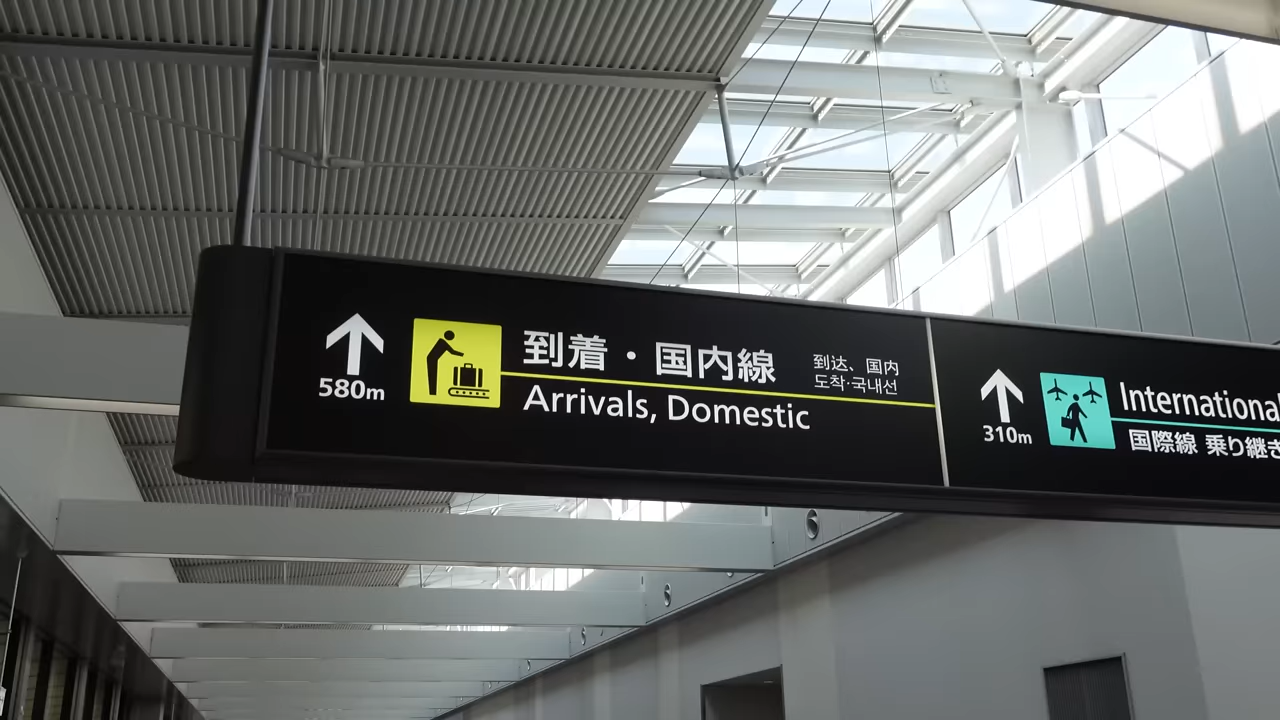 580m
到着・国内線
到达、国内
도착·국내선
Arrivals, Domestic
310m
International
国際線 乗り継ぎ